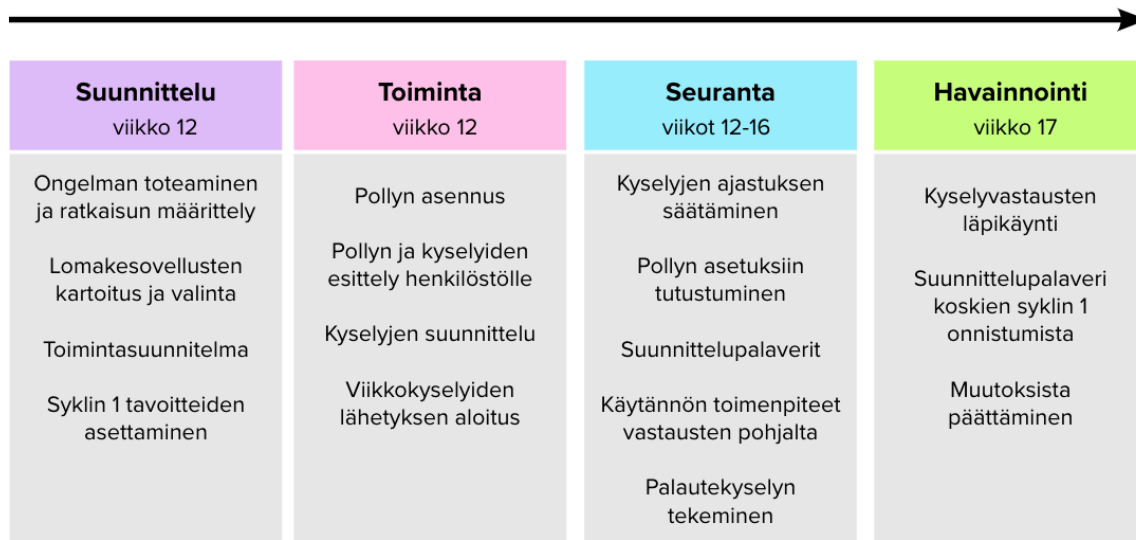 Suunnittelu
viikko 12
Ongelman toteaminen
ja ratkaisun määrittely
Lomakesovellusten
kartoitus ja valinta
Toimintasuunnitelma
Syklin 1 tavoitteiden
asettaminen
Toiminta
viikko 12
Pollyn asennus
Pollyn ja kyselyiden
esittely henkilöstölle
Kyselyjen suunnittelu
Viikkokyselyiden
lähetyksen aloitus
Seuranta
viikot 12-16
Kyselyjen ajastuksen
säätäminen
Pollyn asetuksiin
tutustuminen
Suunnittelupalaverit
Käytännön toimenpiteet
vastausten pohjalta
Palautekyselyn
tekeminen
Havainnointi
viikko 17
Kyselyvastausten
läpikäynti
Suunnittelupalaveri
koskien syklin 1
onnistumista
Muutoksista
päättäminen